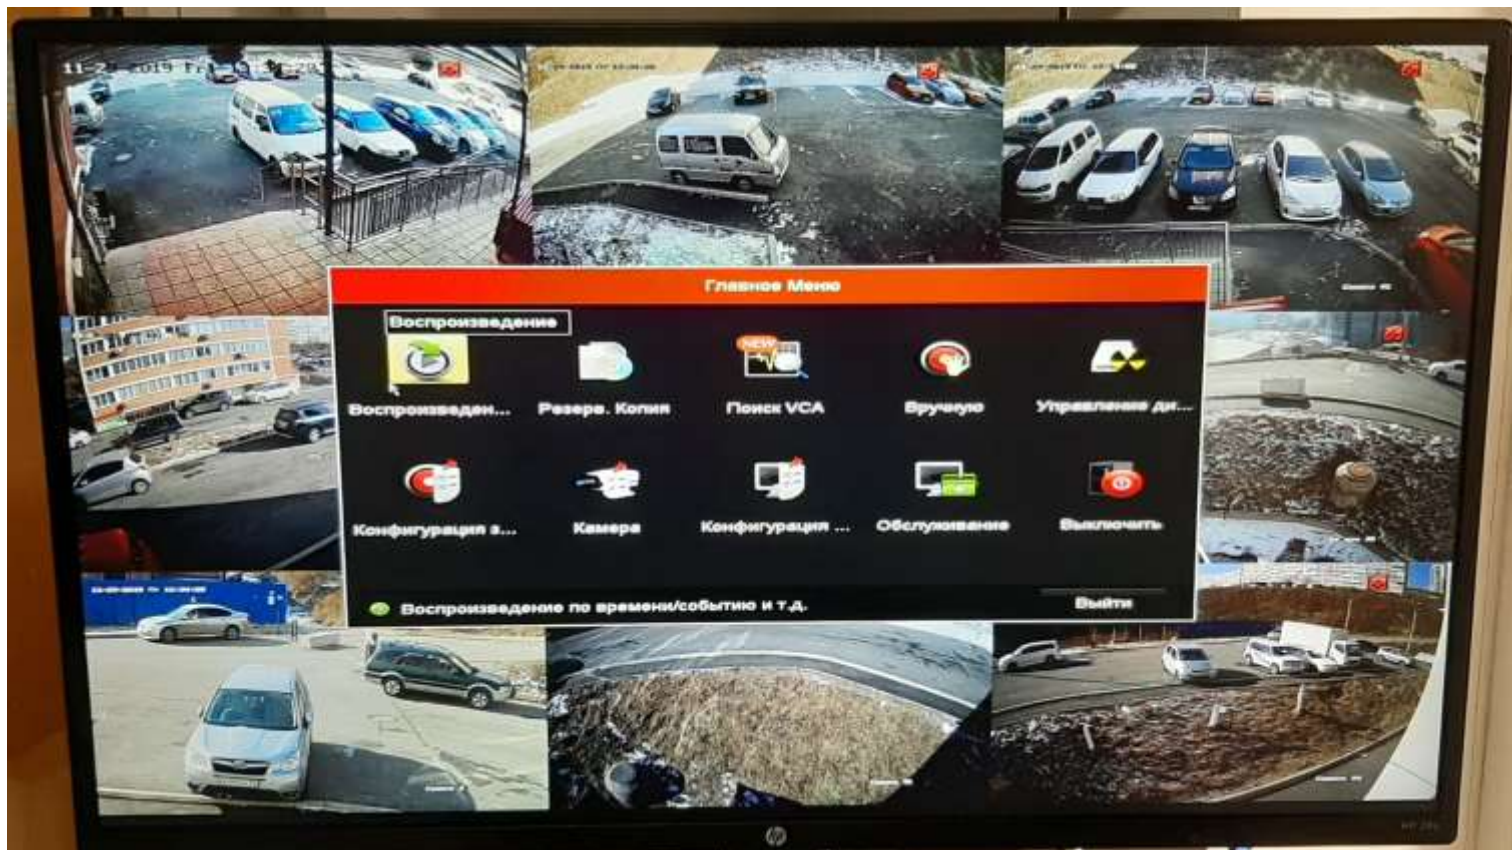 Главное Меню
Воспроизведение
Воспроизведен... Резерв. Копия Поиск VCA Вручную Управление ди...
NEW
Конфигурация з... Камера Конфигурация ... Обслуживание Выключить
Воспроизведение по времени/событию и т.д. Выйти
hp